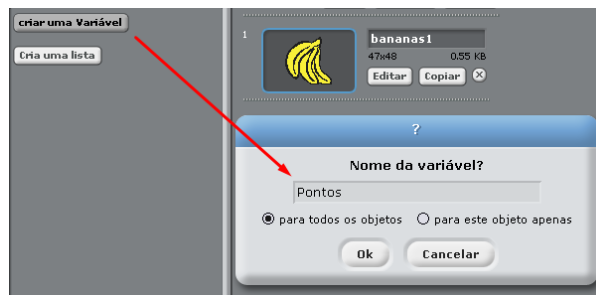 criar uma Variável
Cria uma lista
1
bananas1
47x48 0.55 KB
Editar Copiar
?
Nome da variável?
Pontos
para todos os objetos para este objeto apenas
Ok Cancelar